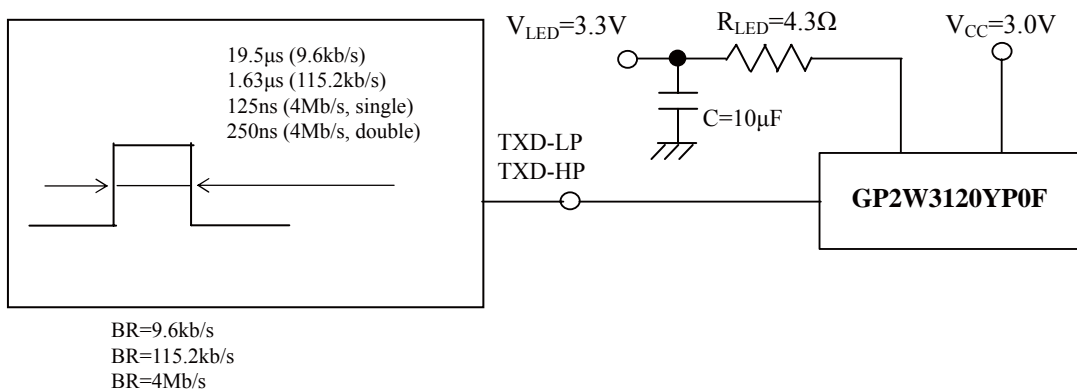 19.5μs (9.6kb/s)
1.63μs (115.2kb/s)
125ns (4Mb/s, single)
250ns (4Mb/s, double)
V_LED=3.3V
R_LED=4.3Ω
V_CC=3.0V
C=10μF
TXD-LP
TXD-HP
GP2W3120YP0F
BR=9.6kb/s
BR=115.2kb/s
BR=4Mb/s